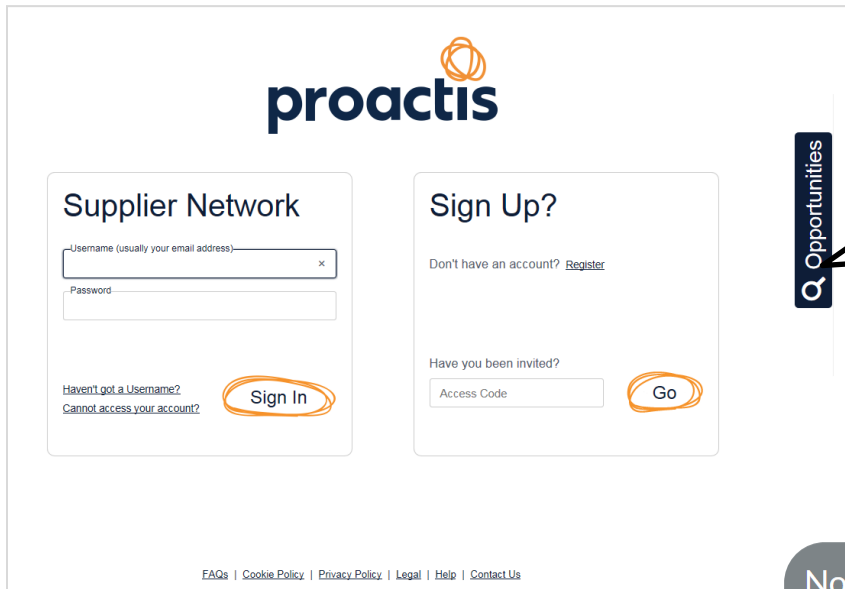 proactis
Supplier Network
Username (usually your email address)
×
Password
Haven't got a Username?
Cannot access your account?
Sign In
Sign Up?
Don't have an account? Register
Have you been invited?
Access Code
Go
Opportunities
FAQs | Cookie Policy | Privacy Policy | Legal | Help | Contact Us